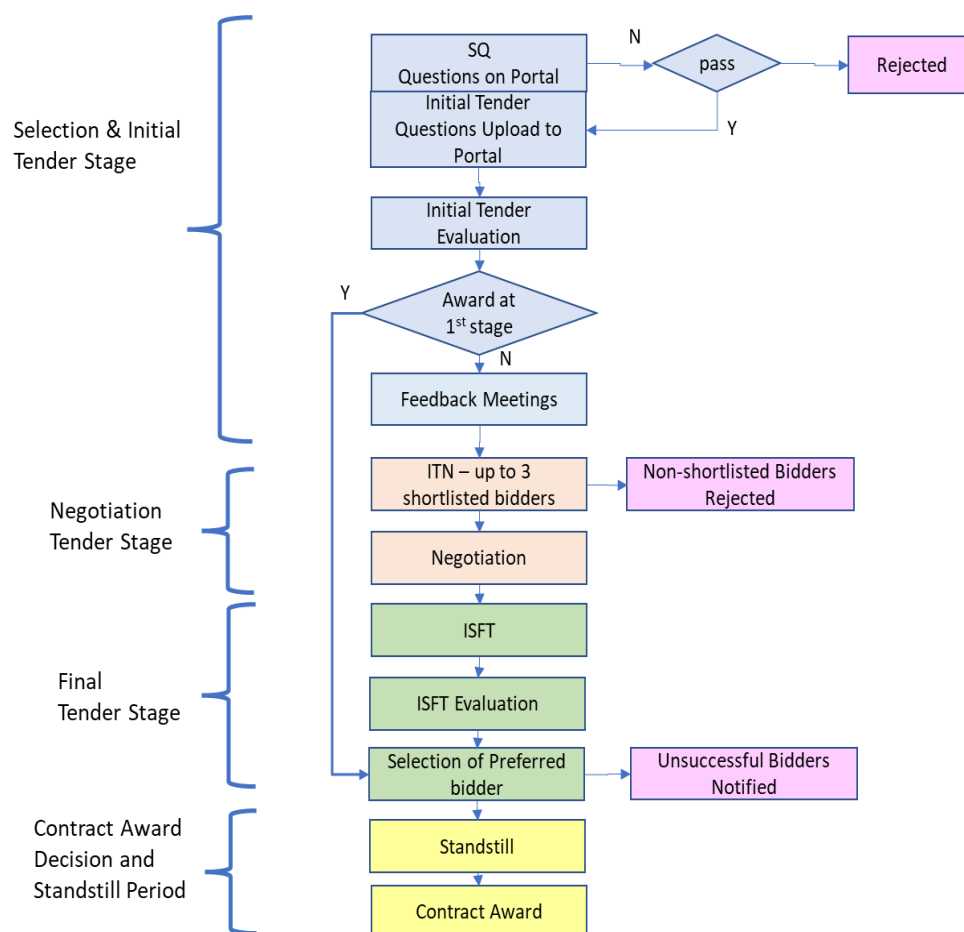 SQ
Questions on Portal
N
pass
Rejected
Initial Tender
Questions Upload to
Portal
Y
Selection & Initial
Tender Stage
Initial Tender
Evaluation
Y
Award at
1st stage
N
Feedback Meetings
ITN – up to 3
shortlisted bidders
Non-shortlisted Bidders
Rejected
Negotiation
Tender Stage
Negotiation
ISFT
Final
Tender Stage
ISFT Evaluation
Selection of Preferred
bidder
Unsuccessful Bidders
Notified
Contract Award
Decision and
Standstill Period
Standstill
Contract Award